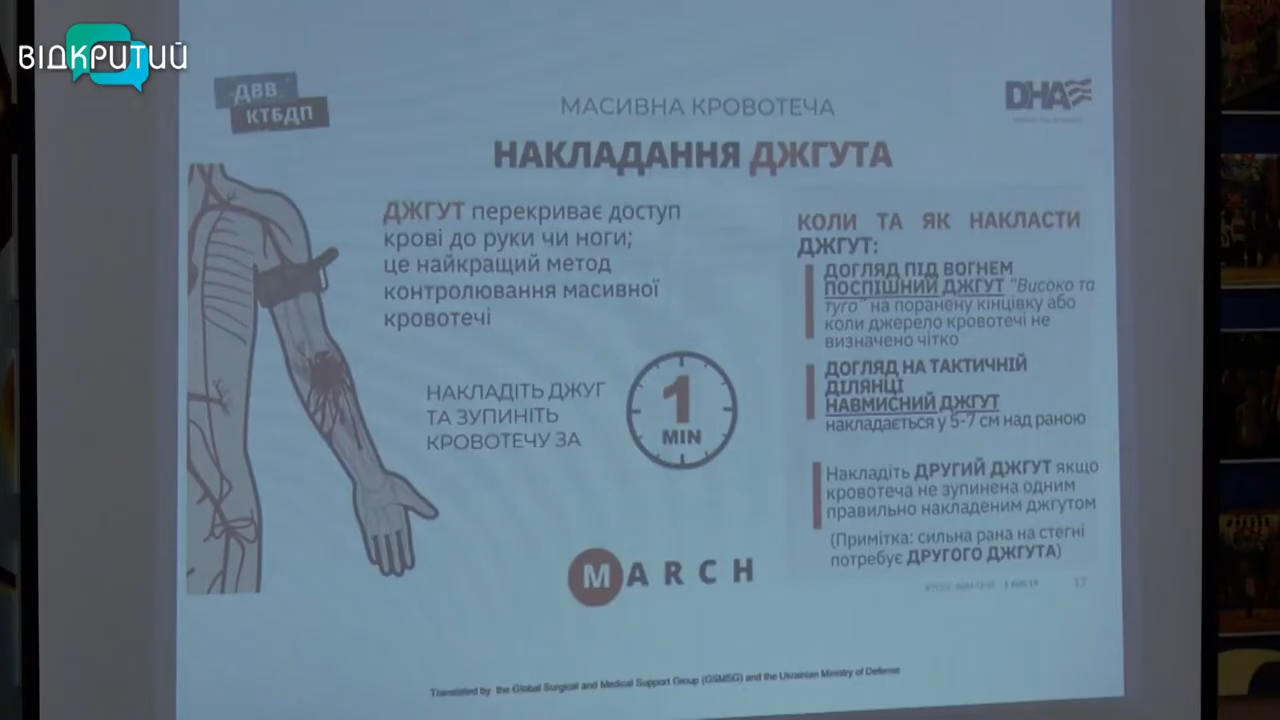 ВІДКРИТИЙ
ДВВ
КТБДП
DHA
МАСИВНА КРОВОТЕЧА
НАКЛАДАННЯ ДЖГУТА
ДЖГУТ перекриває доступ
крові до руки чи ноги;
це найкращий метод
контролювання масивної
кровотечі
НАКЛАДІТЬ ДЖУГ
ТА ЗУПИНІТЬ
КРОВОТЕЧУ ЗА
1
MIN
MARCH
КОЛИ ТА ЯК НАКЛАСТИ
ДЖГУТ:
ДОГЛЯД ПІД ВОГНЕМ
ПОСПІШНИЙ ДЖГУТ "Високо та
туго" на поранену кінцівку або
коли джерело кровотечі не
визначено чітко
ДОГЛЯД НА ТАКТИЧНІЙ
ДІЛЯНЦІ
НАВМИСНИЙ ДЖГУТ
накладається у 5-7 см над раною
Накладіть ДРУГИЙ ДЖГУТ якщо
кровотеча не зупинена одним
правильно накладеним джгутом
(Примітка: сильна рана на стегні
потребує ДРУГОГО ДЖГУТА)
17
Translated by the Global Surgical and Medical Support Group (GSMSG) and the Ukrainian Ministry of Defense